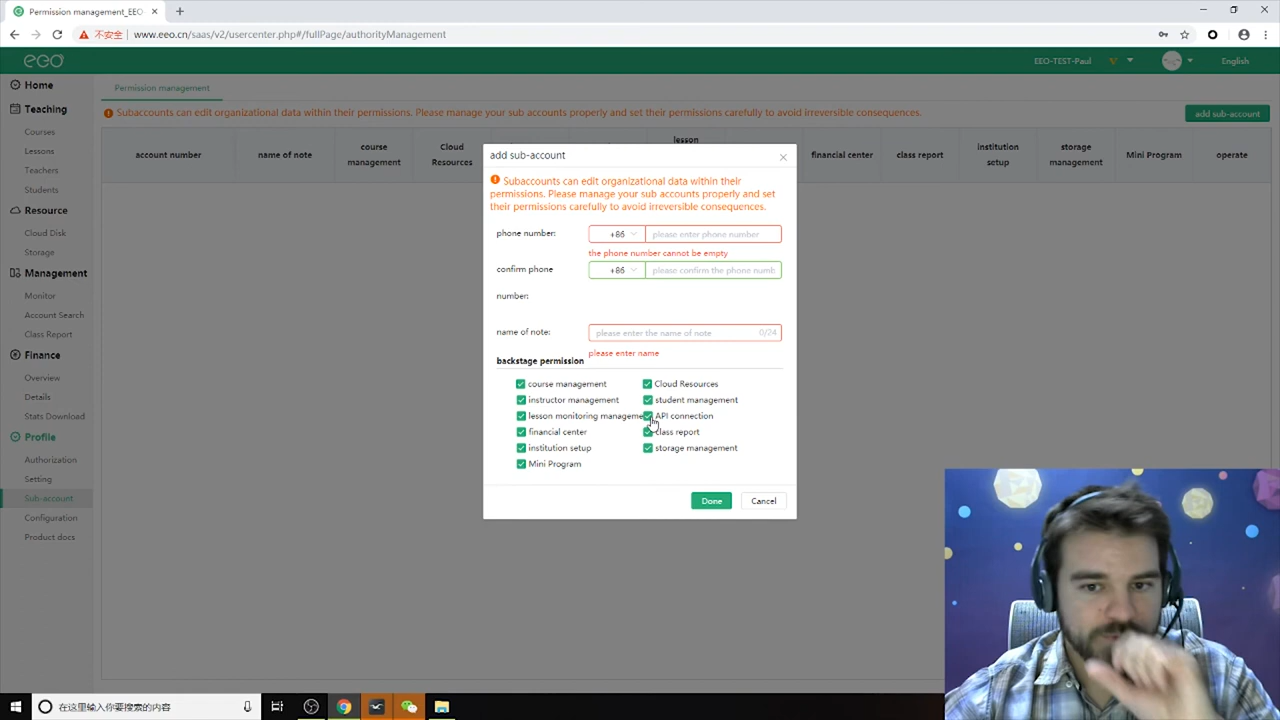 Permission management_EEO
不安全
www.eeo.cn/saas/v2/usercenter.php#/fullPage/authorityManagement
eeo
EEO-TEST-Paul
English
Home
Teaching
Courses
Lessons
Teachers
Students
Resource
Cloud Disk
Storage
Management
Monitor
Account Search
Class Report
Finance
Overview
Details
Stats Download
Profile
Authorization
Setting
Sub-account
Configuration
Product docs
Permission management
Subaccounts can edit organizational data within their permissions. Please manage your sub accounts properly and set their permissions carefully to avoid irreversible consequences.
add sub-account
account number
name of note
course
management
Cloud
Resources
lesson
financial center
class report
institution
setup
storage
management
Mini Program
operate
add sub-account
Subaccounts can edit organizational data within their
permissions. Please manage your sub accounts properly and set
their permissions carefully to avoid irreversible consequences.
phone number:
+86
please enter phone number
the phone number cannot be empty
confirm phone
number:
+86
please confirm the phone numb
name of note:
please enter the name of note
0/24
please enter name
backstage permission
course management
Cloud Resources
instructor management
student management
lesson monitoring manageme
API connection
financial center
class report
institution setup
storage management
Mini Program
Done
Cancel
在这里输入你要搜索的内容